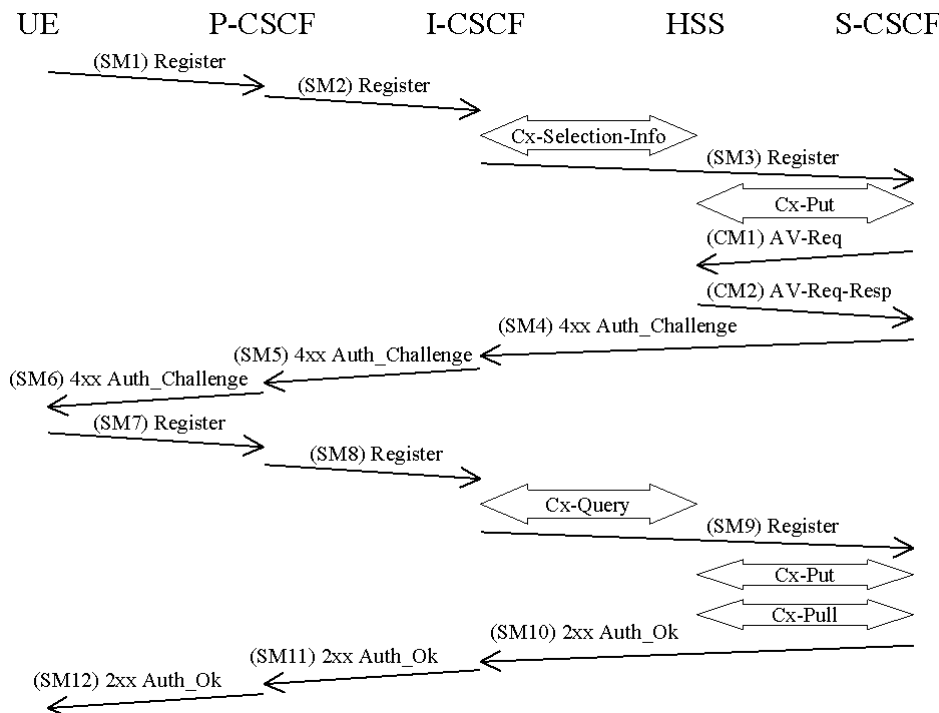 UE P-CSCF I-CSCF HSS S-CSCF
(SM1) Register
(SM2) Register
Cx-Selection-Info
(SM3) Register
Cx-Put
(CM1) AV-Req
(CM2) AV-Req-Resp
(SM4) 4xx Auth_Challenge
(SM5) 4xx Auth_Challenge
(SM6) 4xx Auth_Challenge
(SM7) Register
(SM8) Register
Cx-Query
(SM9) Register
Cx-Put
Cx-Pull
(SM10) 2xx Auth_Ok
(SM11) 2xx Auth_Ok
(SM12) 2xx Auth_Ok